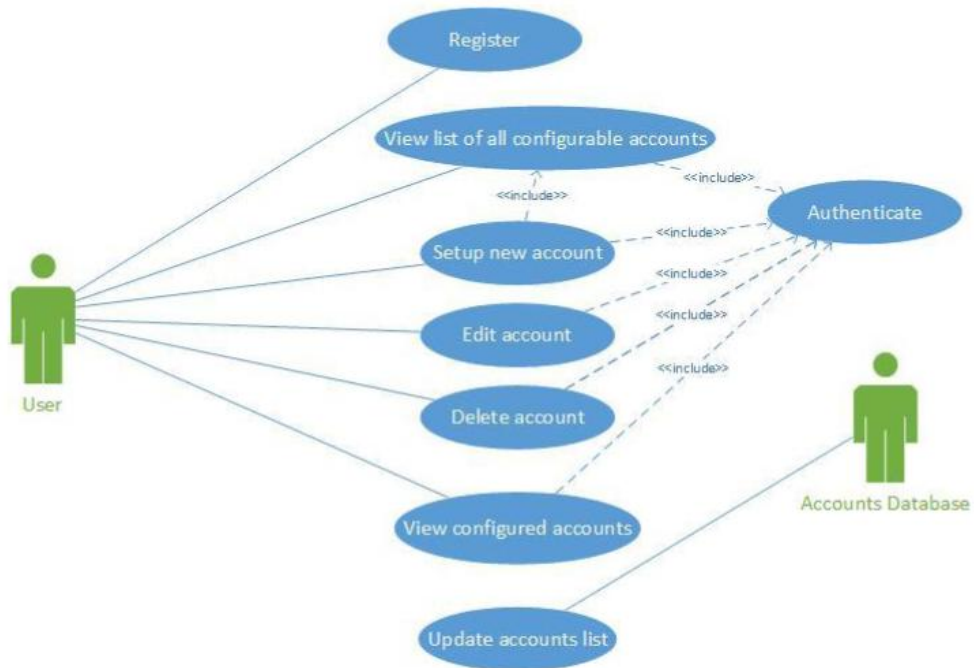 Register
View list of all configurable accounts
<<include>>
<<include>>
Authenticate
Setup new account
<<include>>
<<include>>
Edit account
<<include>>
User
<<include>>
Delete account
Accounts Database
View configured accounts
Update accounts list